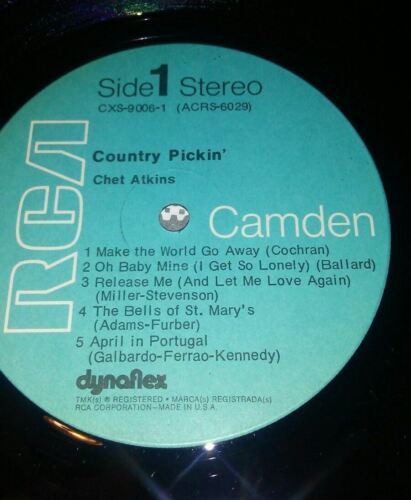 Side 1 Stereo
CXS-9006-1 (ACRS-6029)
Country Pickin'
Chet Atkins
RCA
Camden
1 Make the World Go Away (Cochran)
2 Oh Baby Mine (I Get So Lonely) (Ballard)
3 Release Me (And Let Me Love Again)
(Miller-Stevenson)
4 The Bells of St. Mary's
(Adams-Furber)
5 April in Portugal
(Galbardo-Ferrao-Kennedy)
dynaflex
TMK(s) ® REGISTERED • MARCA(s) REGISTRADA(s)
RCA CORPORATION—MADE IN U.S.A.